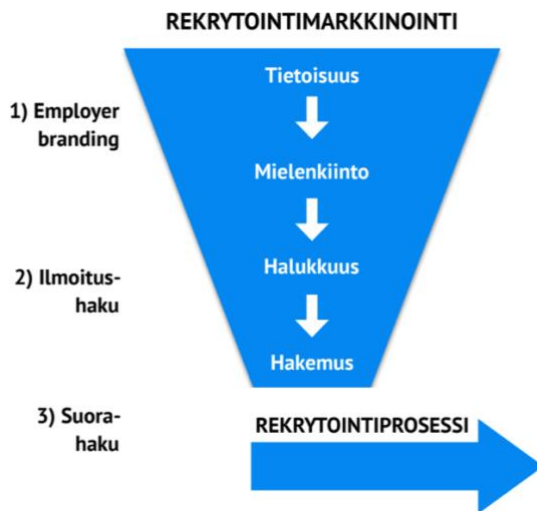 REKRYTOINTIMARKKINOINTI
Tietoisuus
1) Employer
branding
Mielenkiinto
2) Ilmoitus-
haku
Halukkuus
Hakemus
3) Suora-
haku
REKRYTOINTIPROSESSI